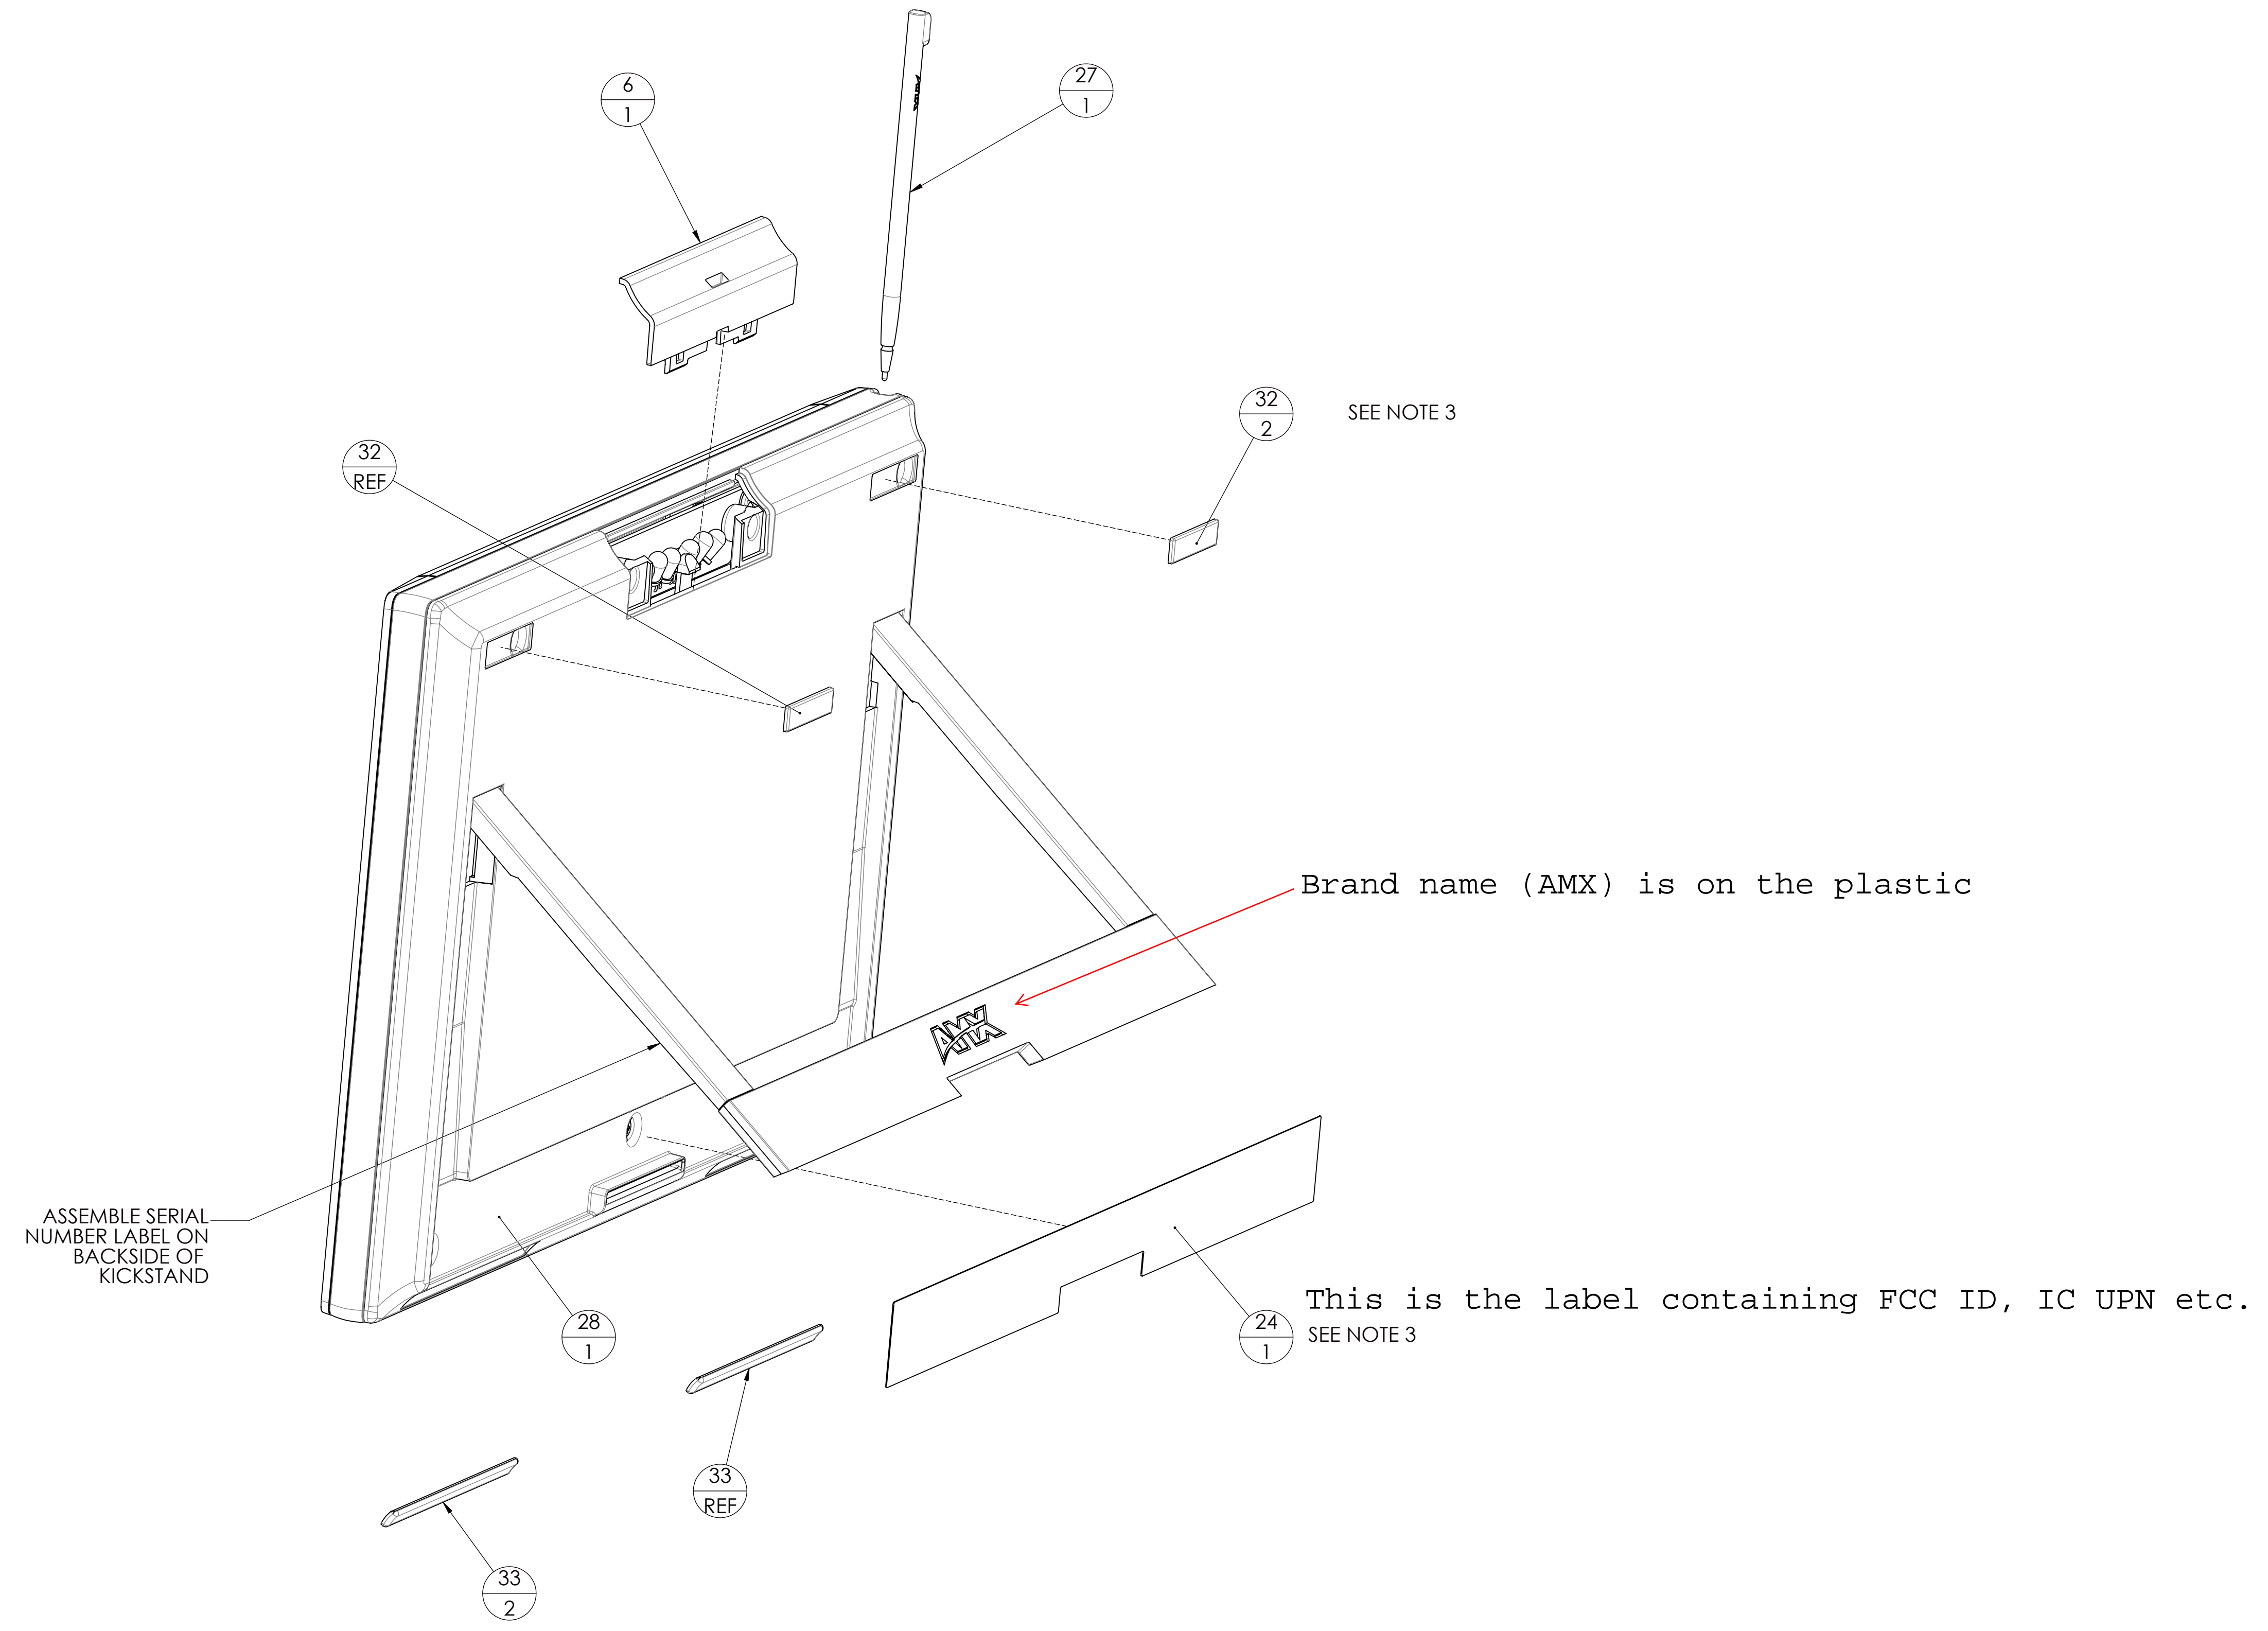 6
1
27
1
AMX
32
2
SEE NOTE 3
32
REF
Brand name (AMX) is on the plastic
AMX
ASSEMBLE SERIAL
NUMBER LABEL ON
BACKSIDE OF
KICKSTAND
This is the label containing FCC ID, IC UPN etc.
28
1
24
1
SEE NOTE 3
33
REF
33
2